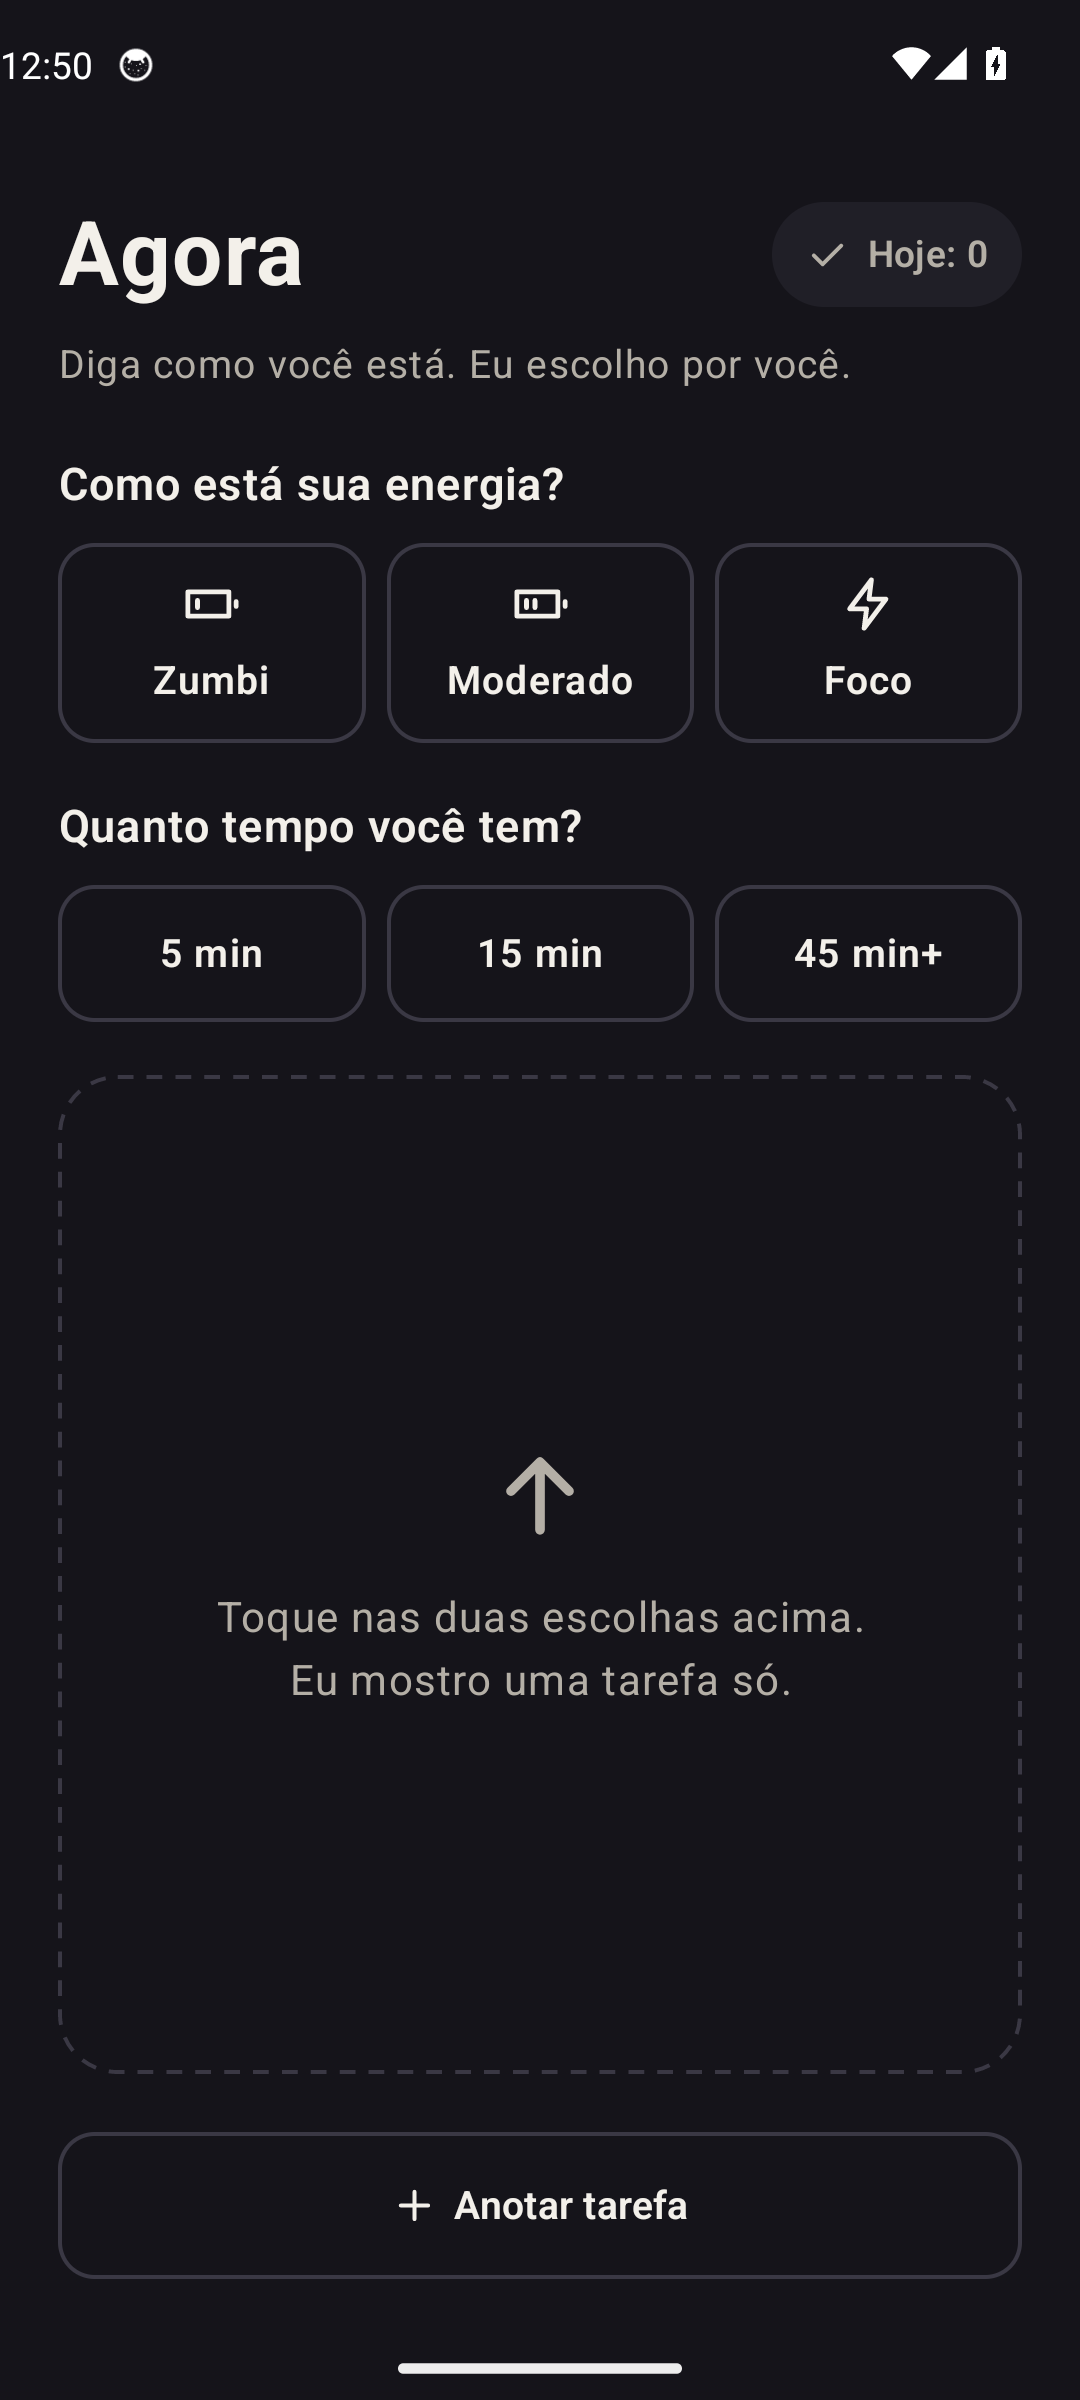 12:50
Agora
Hoje: 0
Diga como você está. Eu escolho por você.
Como está sua energia?
Zumbi
Moderado
Foco
Quanto tempo você tem?
5 min
15 min
45 min+
Toque nas duas escolhas acima.
Eu mostro uma tarefa só.
Anotar tarefa